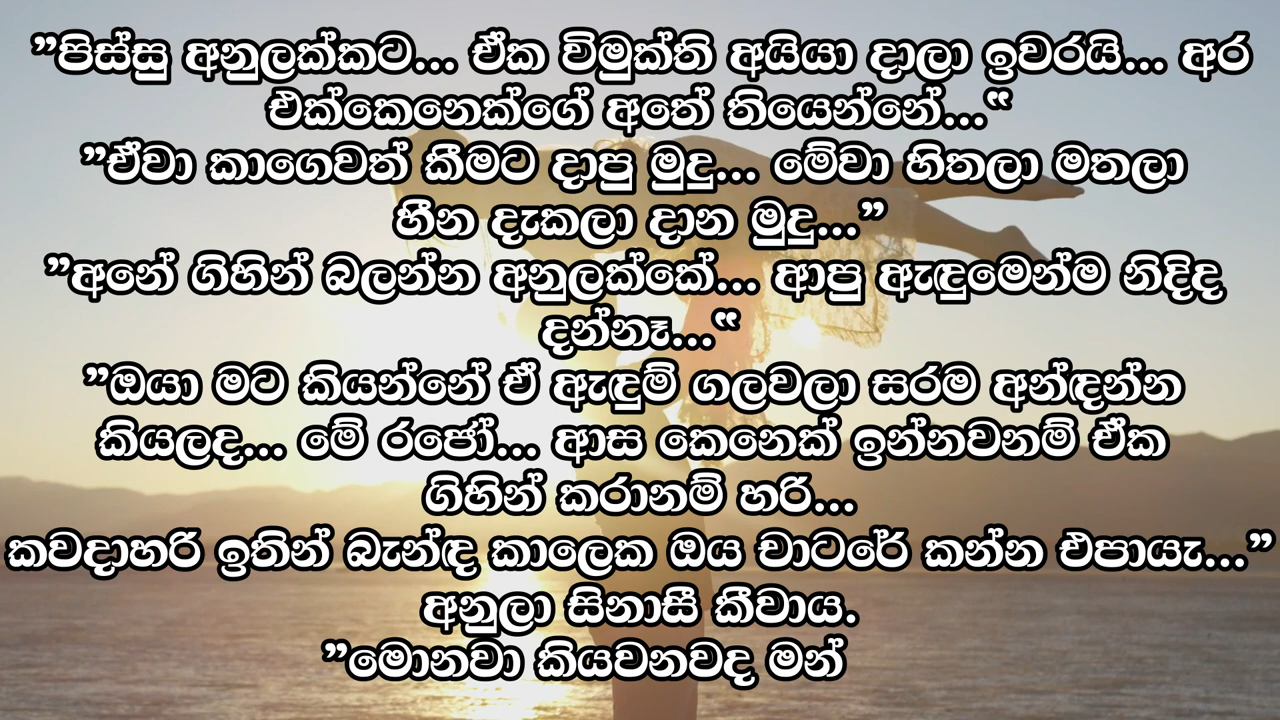 ”පිස්සු අනුලක්කට... ඒක විමුක්ති අයියා දාලා ඉවරයි... අර
එක්කෙනෙක්ගේ අතේ තියෙන්නේ...“
”ඒවා කාගෙවත් කීමට දාපු මුදු... මේවා හිතලා මතලා
හීන දැකලා දාන මුදු...”
”අනේ ගිහින් බලන්න අනුලක්කේ... ආපු ඇඳුමෙන්ම නිදිද
දන්නෑ...“
”ඔයා මට කියන්නේ ඒ ඇඳුම් ගලවලා සරම අන්ඳන්න
කියලද... මේ රජෝ... ආස කෙනෙක් ඉන්නවනම් ඒක
ගිහින් කරානම් හරි...
කවදාහරි ඉතින් බැන්ඳ කාලෙක ඔය චාටරේ කන්න එපායැ...”
අනුලා සිනාසී කීවාය.
”මොනවා කියවනවද මන්